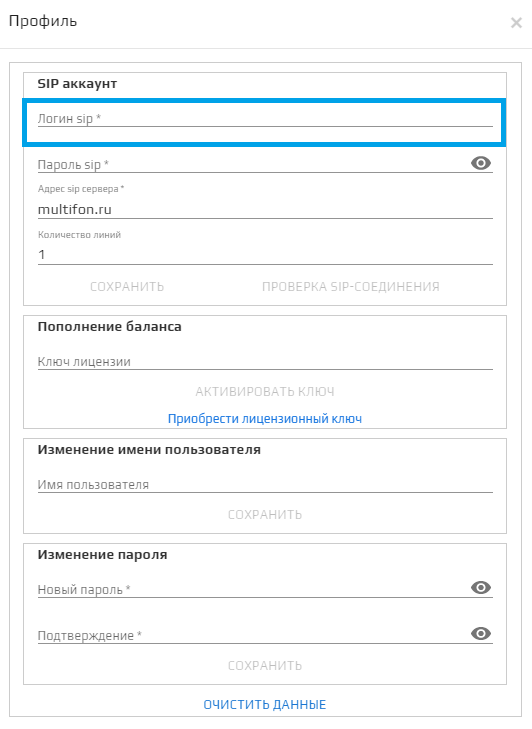 Профиль
SIP аккаунт
Логин sip *
Пароль sip *
Адрес sip сервера *
multifon.ru
Количество линий
1
СОХРАНИТЬ ПРОВЕРКА SIP-СОЕДИНЕНИЯ
Пополнение баланса
Ключ лицензии
АКТИВИРОВАТЬ КЛЮЧ
Приобрести лицензионный ключ
Изменение имени пользователя
Имя пользователя
СОХРАНИТЬ
Изменение пароля
Новый пароль *
Подтверждение *
СОХРАНИТЬ
ОЧИСТИТЬ ДАННЫЕ